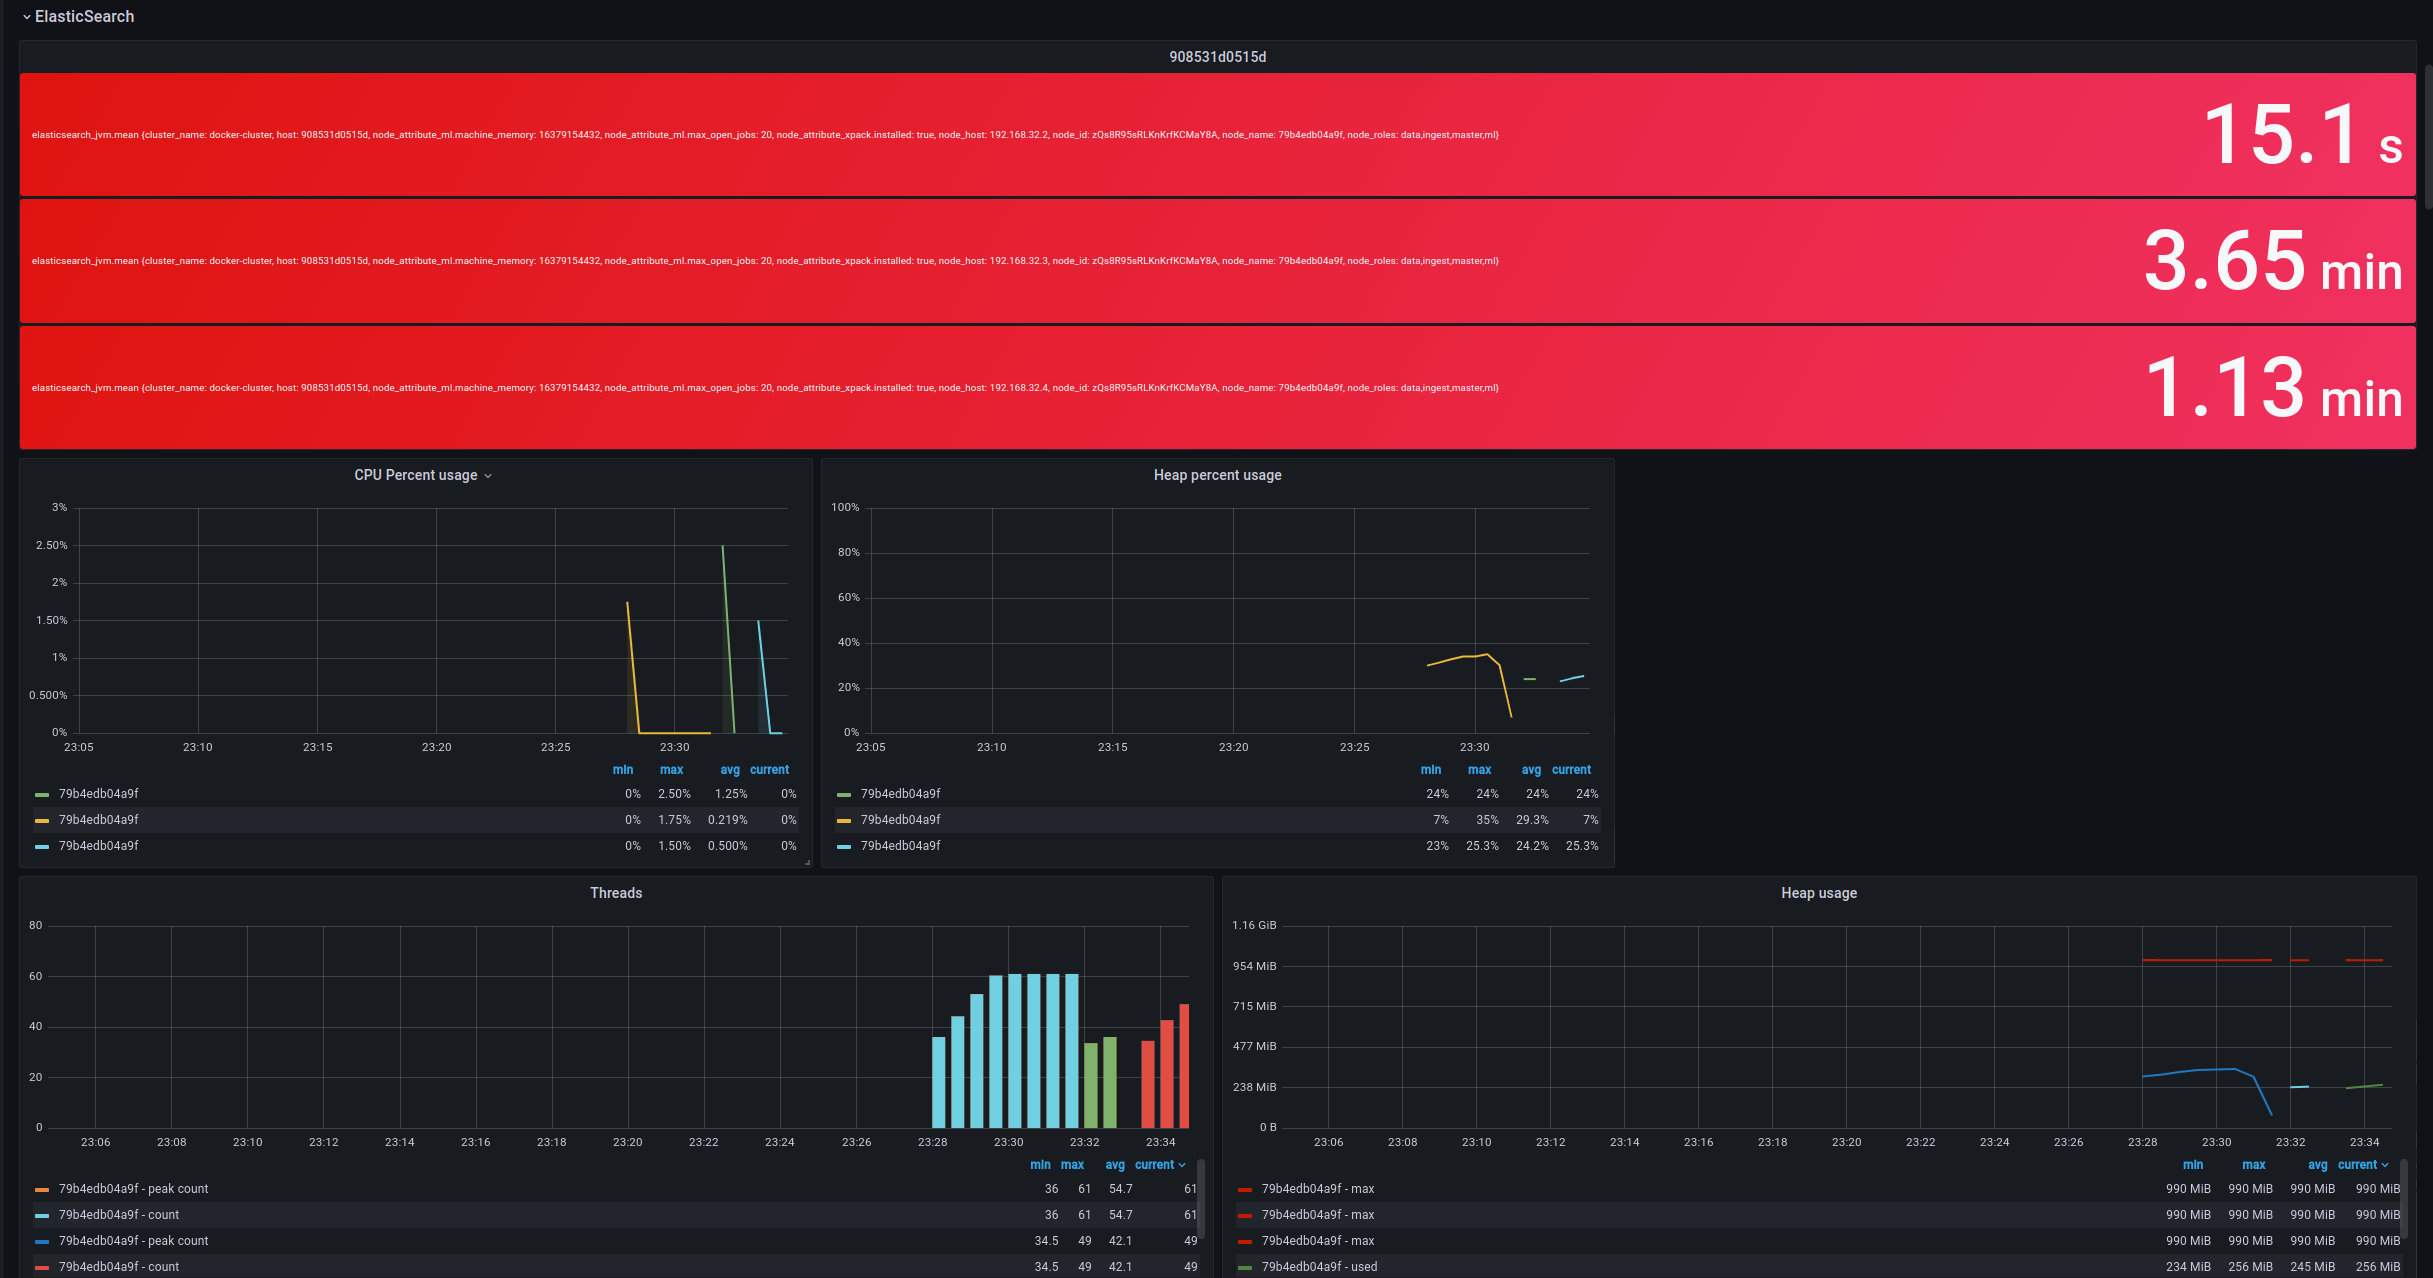 ElasticSearch
908531d0515d
elasticsearch_jvm.mean {cluster_name: docker-cluster, host: 908531d0515d, node_attribute_ml.machine_memory: 16379154432, node_attribute_ml.max_open_jobs: 20, node_attribute_xpack.installed: true, node_host: 192.168.32.2, node_id: zQs8R95sRLKnKrfKCMaY8A, node_name: 79b4edb04a9f, node_roles: data,ingest,master,ml} 15.1 s
elasticsearch_jvm.mean {cluster_name: docker-cluster, host: 908531d0515d, node_attribute_ml.machine_memory: 16379154432, node_attribute_ml.max_open_jobs: 20, node_attribute_xpack.installed: true, node_host: 192.168.32.3, node_id: zQs8R95sRLKnKrfKCMaY8A, node_name: 79b4edb04a9f, node_roles: data,ingest,master,ml} 3.65 min
elasticsearch_jvm.mean {cluster_name: docker-cluster, host: 908531d0515d, node_attribute_ml.machine_memory: 16379154432, node_attribute_ml.max_open_jobs: 20, node_attribute_xpack.installed: true, node_host: 192.168.32.4, node_id: zQs8R95sRLKnKrfKCMaY8A, node_name: 79b4edb04a9f, node_roles: data,ingest,master,ml} 1.13 min
CPU Percent usage
3%
2.50%
2%
1.50%
1%
0.500%
0%
23:05 23:10 23:15 23:20 23:25 23:30
min max avg current
79b4edb04a9f 0% 2.50% 1.25% 0%
79b4edb04a9f 0% 1.75% 0.219% 0%
79b4edb04a9f 0% 1.50% 0.500% 0%
Heap percent usage
100%
80%
60%
40%
20%
0%
23:05 23:10 23:15 23:20 23:25 23:30
min max avg current
79b4edb04a9f 24% 24% 24% 24%
79b4edb04a9f 7% 35% 29.3% 7%
79b4edb04a9f 23% 25.3% 24.2% 25.3%
Threads
80
60
40
20
0
23:06 23:08 23:10 23:12 23:14 23:16 23:18 23:20 23:22 23:24 23:26 23:28 23:30 23:32 23:34
min max avg current
79b4edb04a9f - peak count 36 61 54.7 61
79b4edb04a9f - count 36 61 54.7 61
79b4edb04a9f - peak count 34.5 49 42.1 49
79b4edb04a9f - count 34.5 49 42.1 49
Heap usage
1.16 GiB
954 MiB
715 MiB
477 MiB
238 MiB
0 B
23:06 23:08 23:10 23:12 23:14 23:16 23:18 23:20 23:22 23:24 23:26 23:28 23:30 23:32 23:34
min max avg current
79b4edb04a9f - max 990 MiB 990 MiB 990 MiB 990 MiB
79b4edb04a9f - max 990 MiB 990 MiB 990 MiB 990 MiB
79b4edb04a9f - max 990 MiB 990 MiB 990 MiB 990 MiB
79b4edb04a9f - used 234 MiB 256 MiB 245 MiB 256 MiB